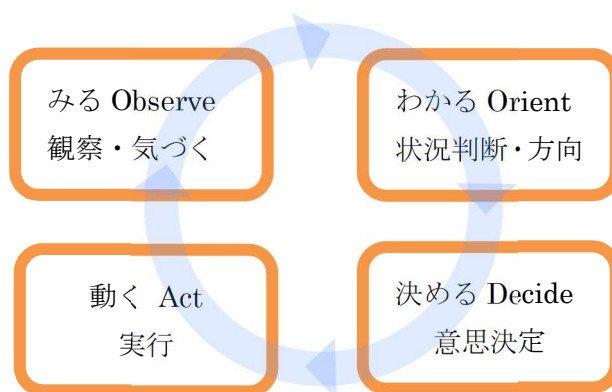 みる Observe
観察・気づく
わかる Orient
状況判断・方向
動く Act
実行
決める Decide
意思決定